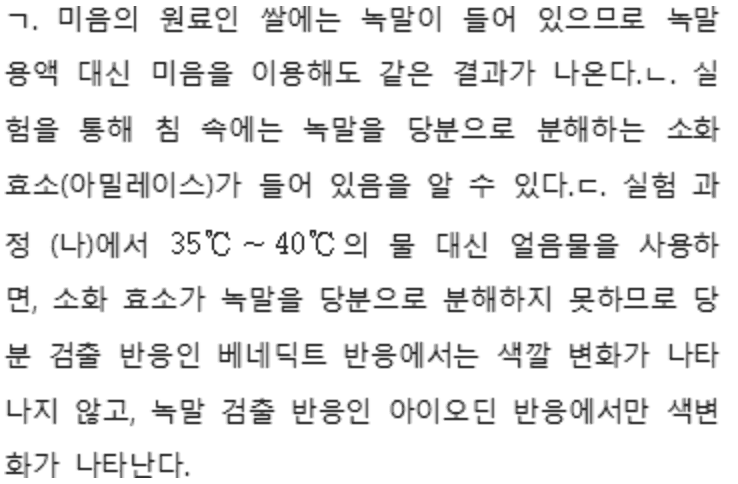 ㄱ. 미음의 원료인 쌀에는 녹말이 들어 있으므로 녹말
용액 대신 미음을 이용해도 같은 결과가 나온다.ㄴ. 실
험을 통해 침 속에는 녹말을 당분으로 분해하는 소화
효소(아밀레이스)가 들어 있음을 알 수 있다.ㄷ. 실험 과
정 (나)에서 35℃ ~ 40℃의 물 대신 얼음물을 사용하
면, 소화 효소가 녹말을 당분으로 분해하지 못하므로 당
분 검출 반응인 베네딕트 반응에서는 색깔 변화가 나타
나지 않고, 녹말 검출 반응인 아이오딘 반응에서만 색변
화가 나타난다.